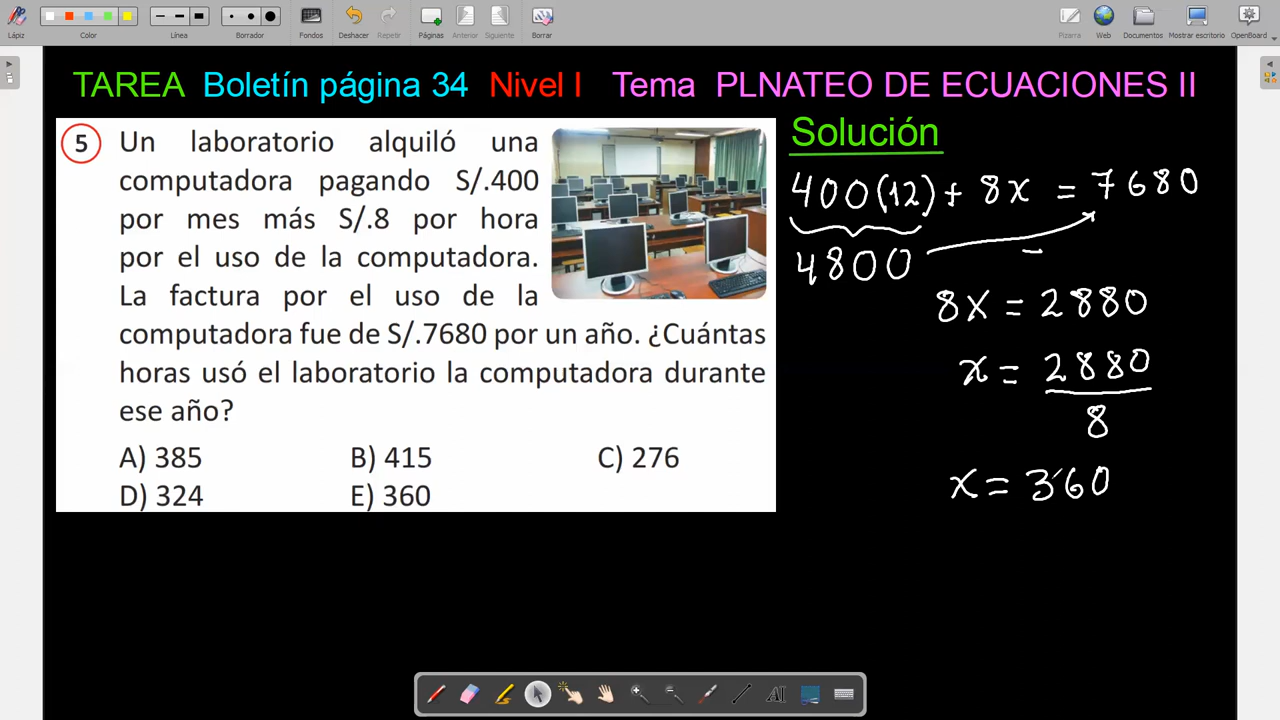 Lápiz Color Línea Borrador Fondos Deshacer Repetir Páginas Anterior Siguiente Borrar Pizarra Web Documentos Mostrar escritorio OpenBoard
TAREA Boletín página 34 Nivel I Tema PLNATEO DE ECUACIONES II
5 Un laboratorio alquiló una
computadora pagando S/.400
por mes más S/.8 por hora
por el uso de la computadora.
La factura por el uso de la
computadora fue de S/.7680 por un año. ¿Cuántas
horas usó el laboratorio la computadora durante
ese año?
A) 385 B) 415 C) 276
D) 324 E) 360
Solución
400(12) + 8x = 7680
4800 −
8x = 2880
x = 2880
8
x = 360
AI